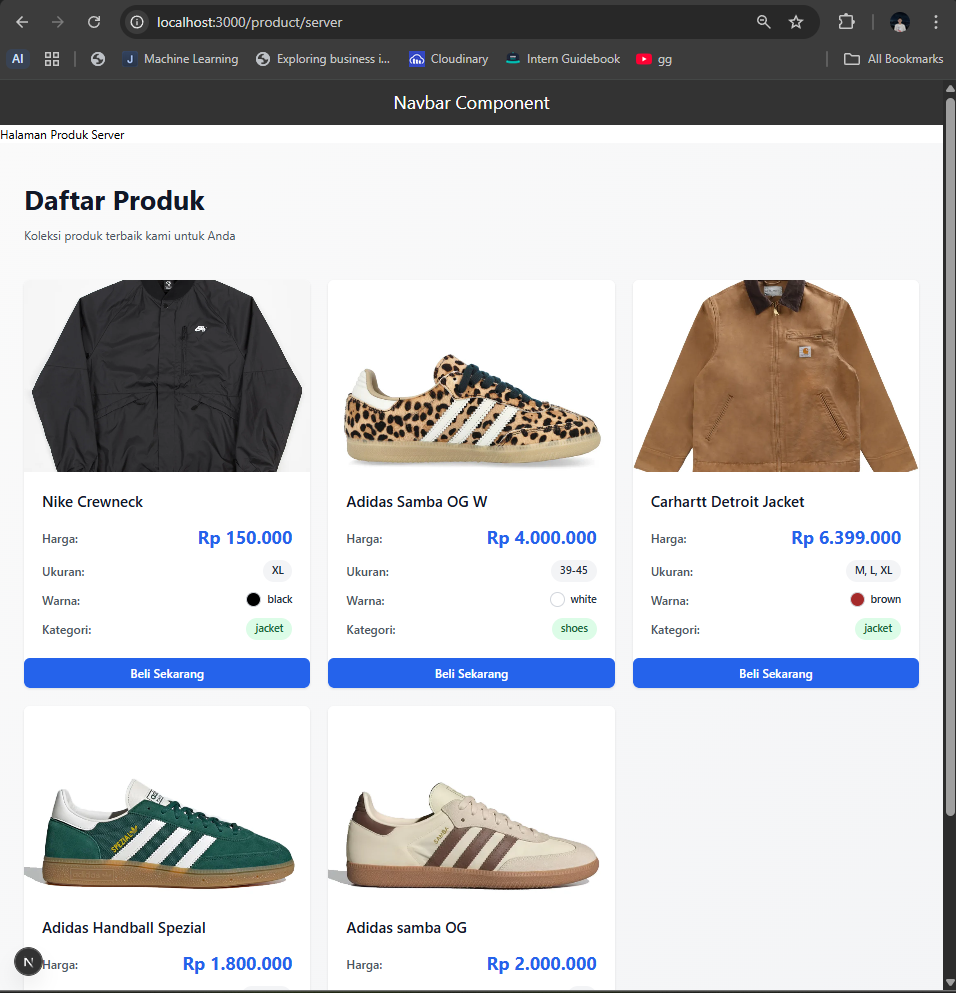 localhost:3000/product/server
AI
J Machine Learning Exploring business i... Cloudinary Intern Guidebook gg All Bookmarks
Navbar Component
Halaman Produk Server
Daftar Produk
Koleksi produk terbaik kami untuk Anda
Nike Crewneck
Harga: Rp 150.000
Ukuran: XL
Warna: black
Kategori: jacket
Beli Sekarang
Adidas Samba OG W
Harga: Rp 4.000.000
Ukuran: 39-45
Warna: white
Kategori: shoes
Beli Sekarang
Carhartt Detroit Jacket
Harga: Rp 6.399.000
Ukuran: M, L, XL
Warna: brown
Kategori: jacket
Beli Sekarang
SPEZIAL
Adidas Handball Spezial
N
Harga: Rp 1.800.000
SAMBA
Adidas samba OG
Harga: Rp 2.000.000